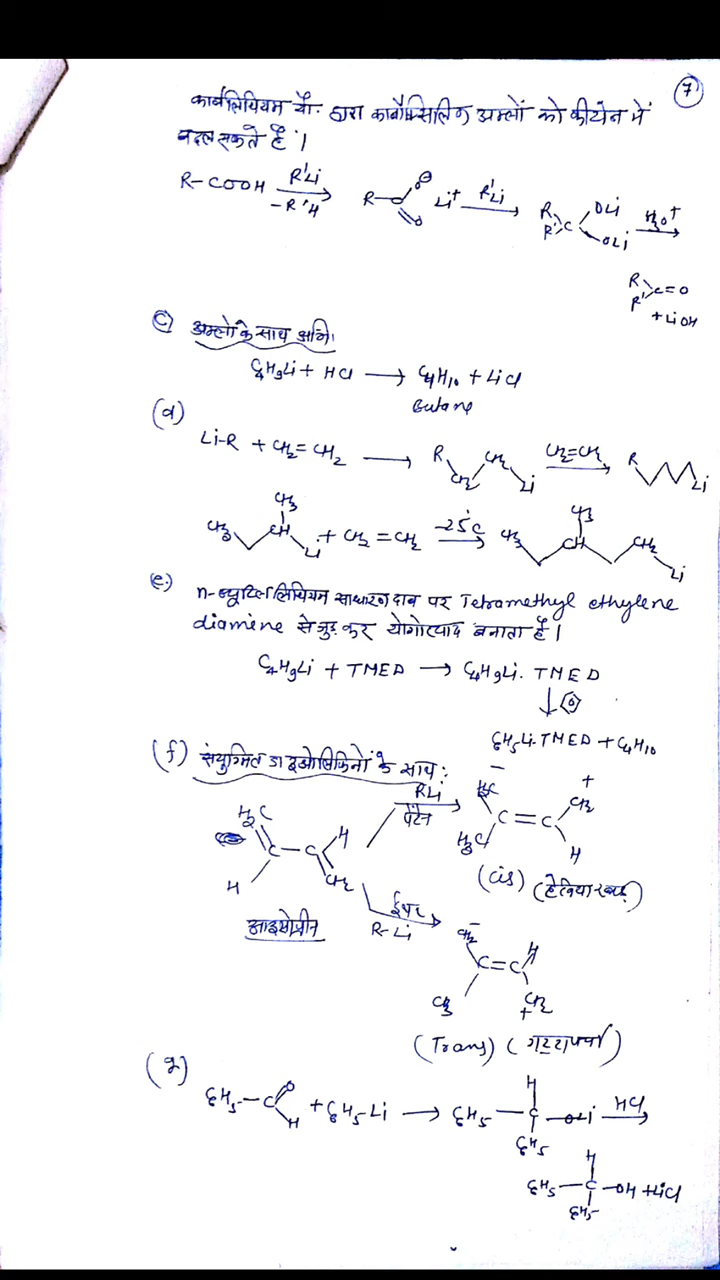 7
कार्बलिथियम यौ. द्वारा कार्बोक्सिलिक अम्लों को कीटोन में
बदल सकते हैं।
R-COOH R'Li -R'H → R-C O⊖ O Li+ R'Li → R R' >C OLi OLi H3O+ →
R R' >C=O
+ LiOH
(C) अम्लों के साथ अभि।
C4H9Li + HCl → C4H10 + LiCl
Butane
(d)
Li-R + CH2=CH2 → R CH2 CH2 Li CH2=CH2 → R Li
CH3 CH3 CH Li + CH2=CH2 -25°C → CH3 CH3 CH CH2 Li
(e.) n-ब्यूटिल लिथियम साधारण दाब पर Tetramethyl ethylene
diamine से जुड़ कर योगोत्पाद बनाता है।
C4H9Li + TMED → C4H9Li. TMED
↓
C6H5Li.TMED + C4H10
(f) संयुग्मित डाइओलिफिनों के साथ:
RLi पेंटेन →
H2C H C-C H CH2
आइसोप्रीन
H2C - H3C C=C CH2 + H
(cis)
ईथर R-Li →
CH2 - CH3 C=C H CH2 +
(Trans)
(g)
C6H5-C O H + C6H5-Li → C6H5-C H C6H5 -OLi HCl →
C6H5-C H C6H5 -OH + LiCl